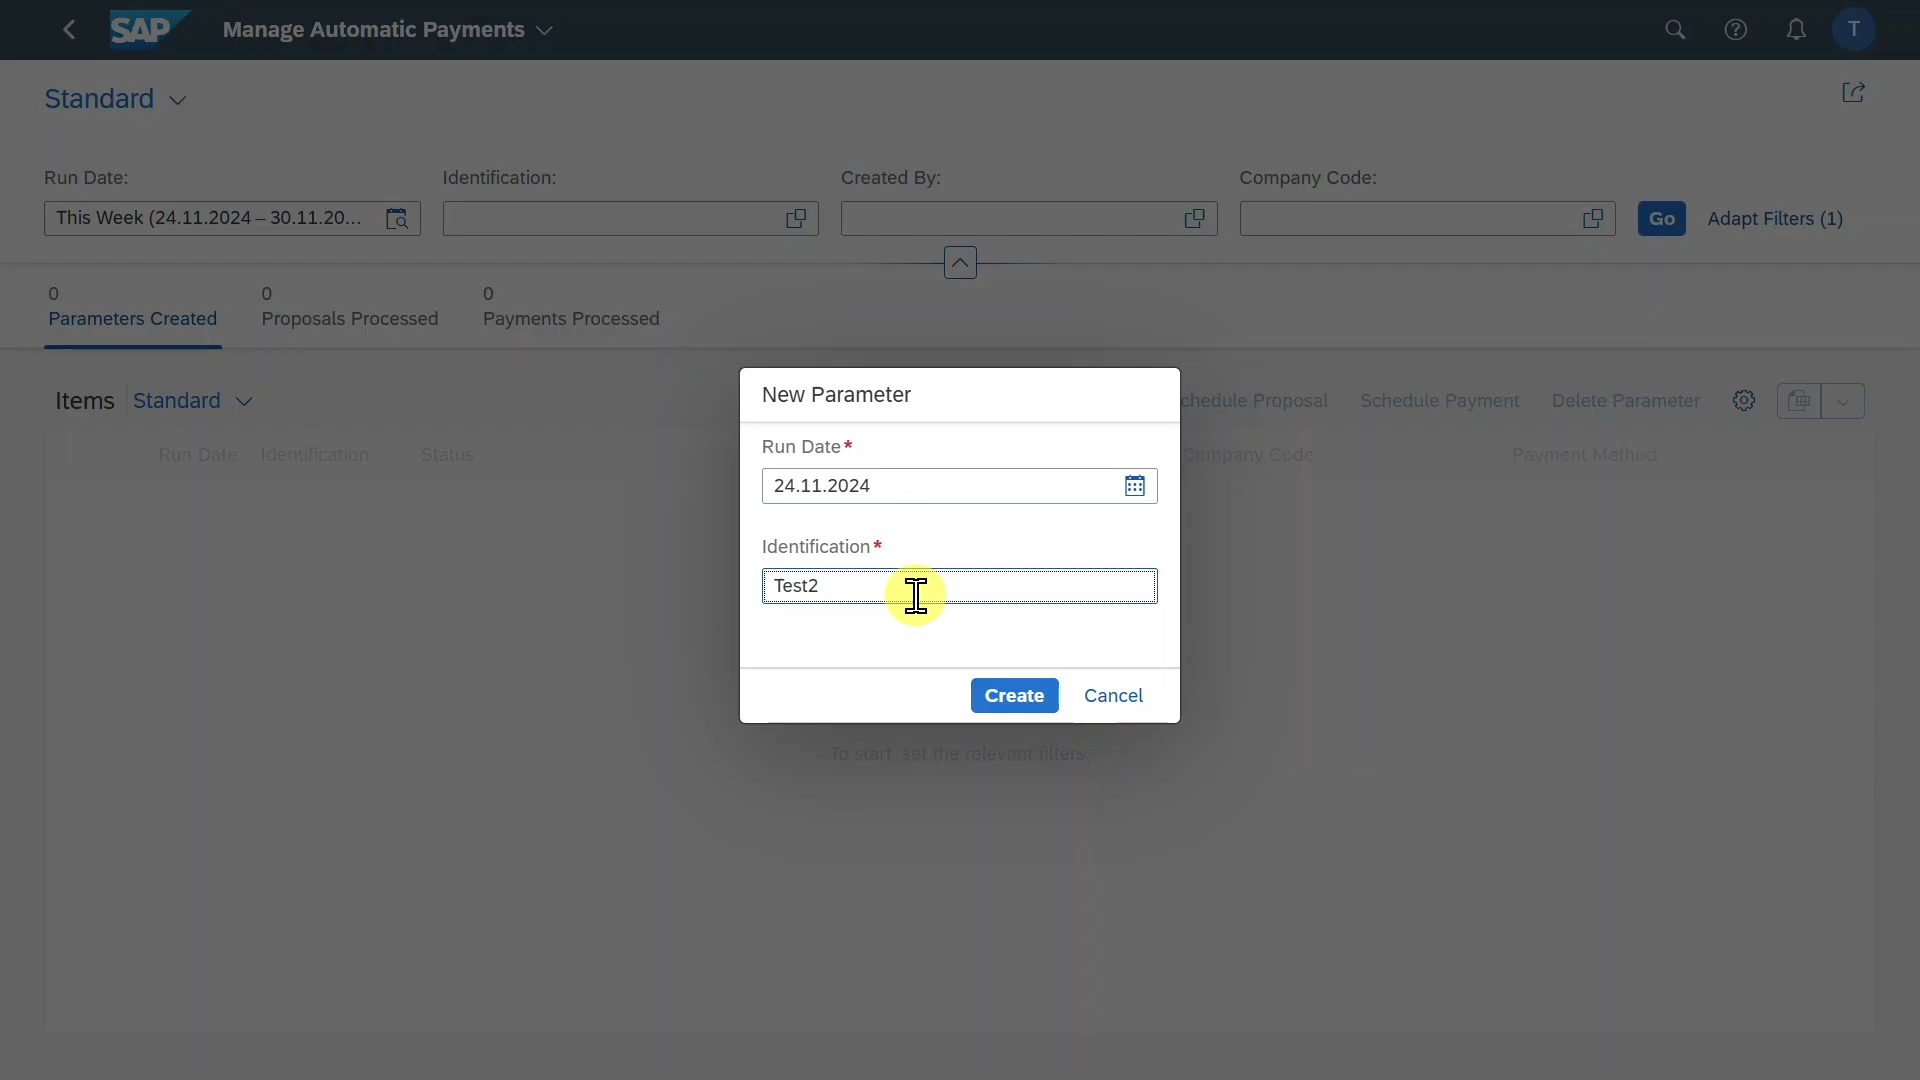 SAP Manage Automatic Payments ? T
Standard
Run Date: Identification: Created By: Company Code:
This Week (24.11.2024 – 30.11.20... Go Adapt Filters (1)
0 0 0
Parameters Created Proposals Processed Payments Processed
New Parameter
Items Standard chedule Proposal Schedule Payment Delete Parameter
Run Date*
Run Date Identification Status Company Code Payment Method
24.11.2024
Identification*
Test2
Create Cancel
To start, set the relevant filters.